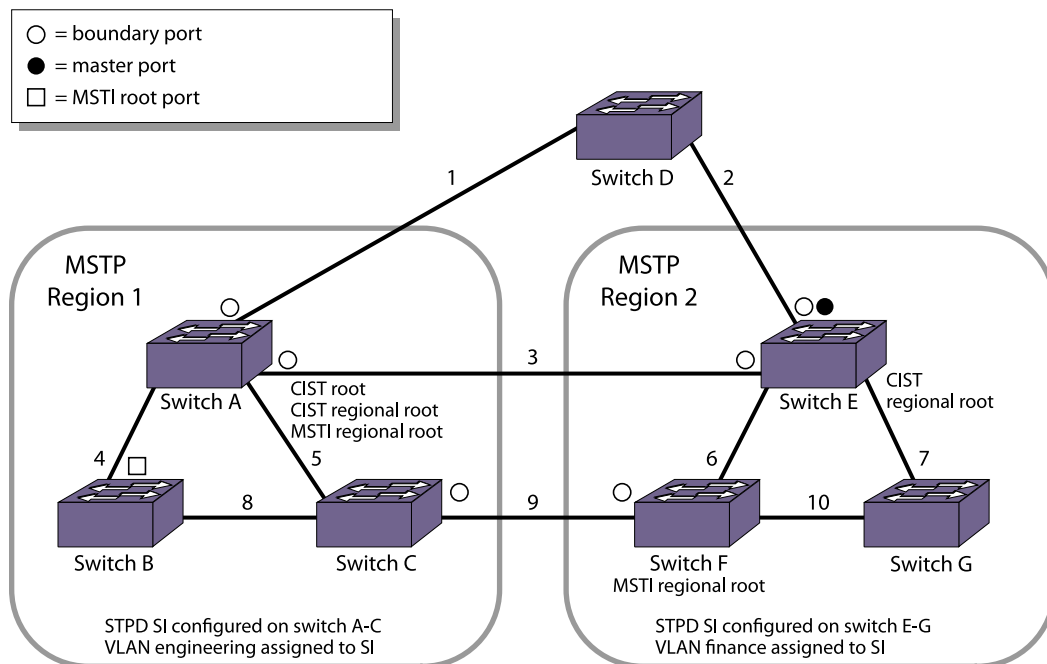 = boundary port
= master port
= MSTI root port
Switch D
1
2
MSTP
Region 1
MSTP
Region 2
3
Switch A
CIST root
CIST regional root
MSTI regional root
Switch E
CIST
regional root
4
5
6
7
8
9
10
Switch B
Switch C
Switch F
MSTI regional root
Switch G
STPD SI configured on switch A-C
VLAN engineering assigned to SI
STPD SI configured on switch E-G
VLAN finance assigned to SI